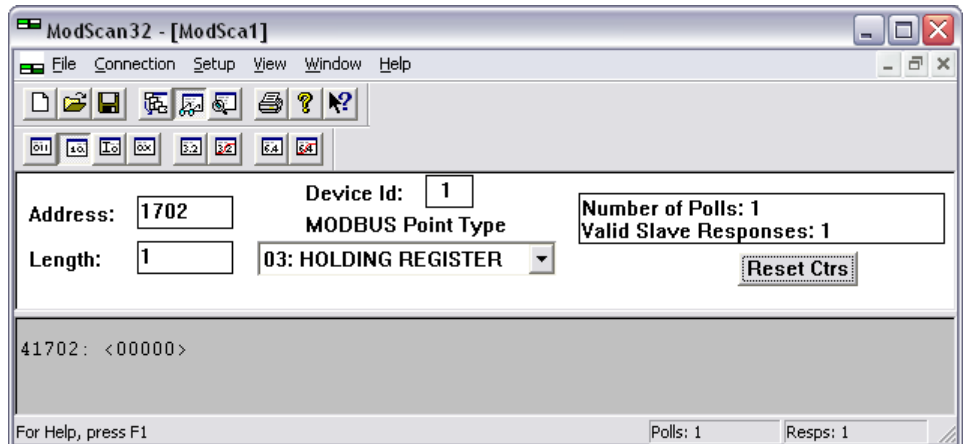 ModScan32 - [ModSca1]
File Connection Setup View Window Help
Address: 1702
Device Id: 1
MODBUS Point Type
Length: 1
03: HOLDING REGISTER
Number of Polls: 1
Valid Slave Responses: 1
Reset Ctrs
41702: <00000>
For Help, press F1
Polls: 1
Resps: 1